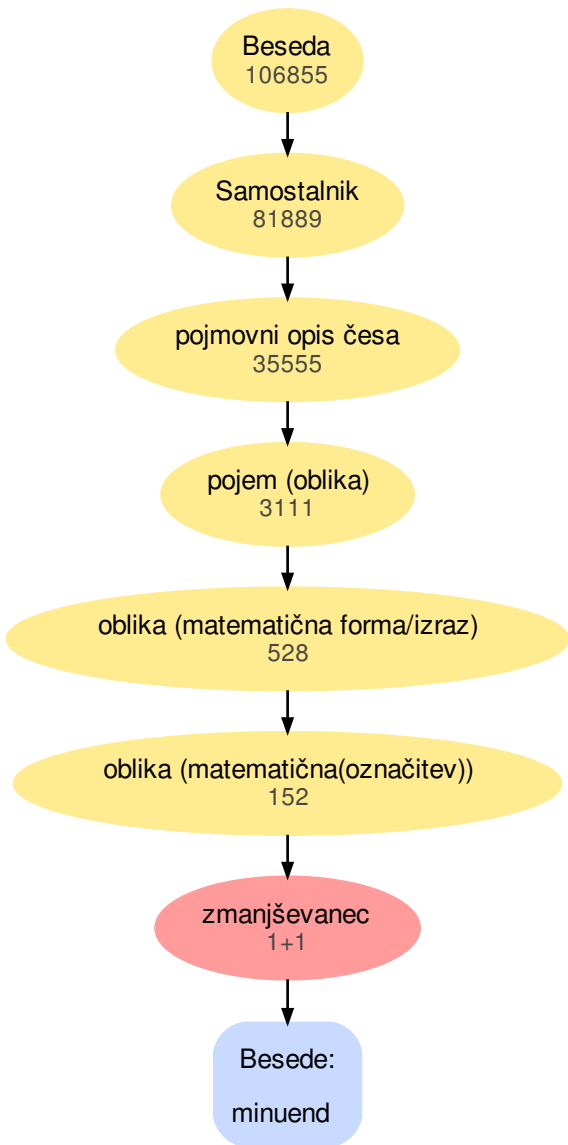 Beseda
106855
Samostalnik
81889
pojmovni opis česa
35555
pojem (oblika)
3111
oblika (matematična forma/izraz)
528
oblika (matematična(označitev))
152
zmanjševanec
1+1
Besede:
minuend